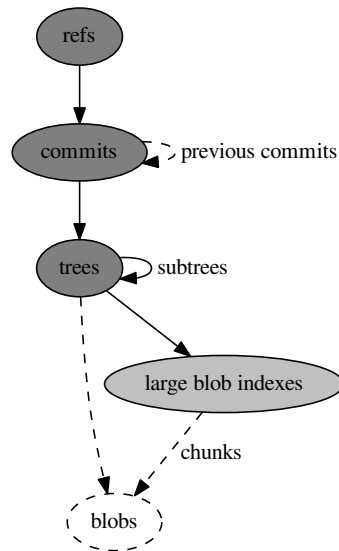 refs
commits
previous commits
trees
subtrees
large blob indexes
chunks
blobs